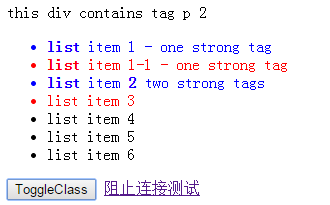 this div contains tag p 2
list item 1 - one strong tag
list item 1-1 - one strong tag
list item 2 two strong tags
list item 3
list item 4
list item 5
list item 6
ToggleClass 阻止连接测试